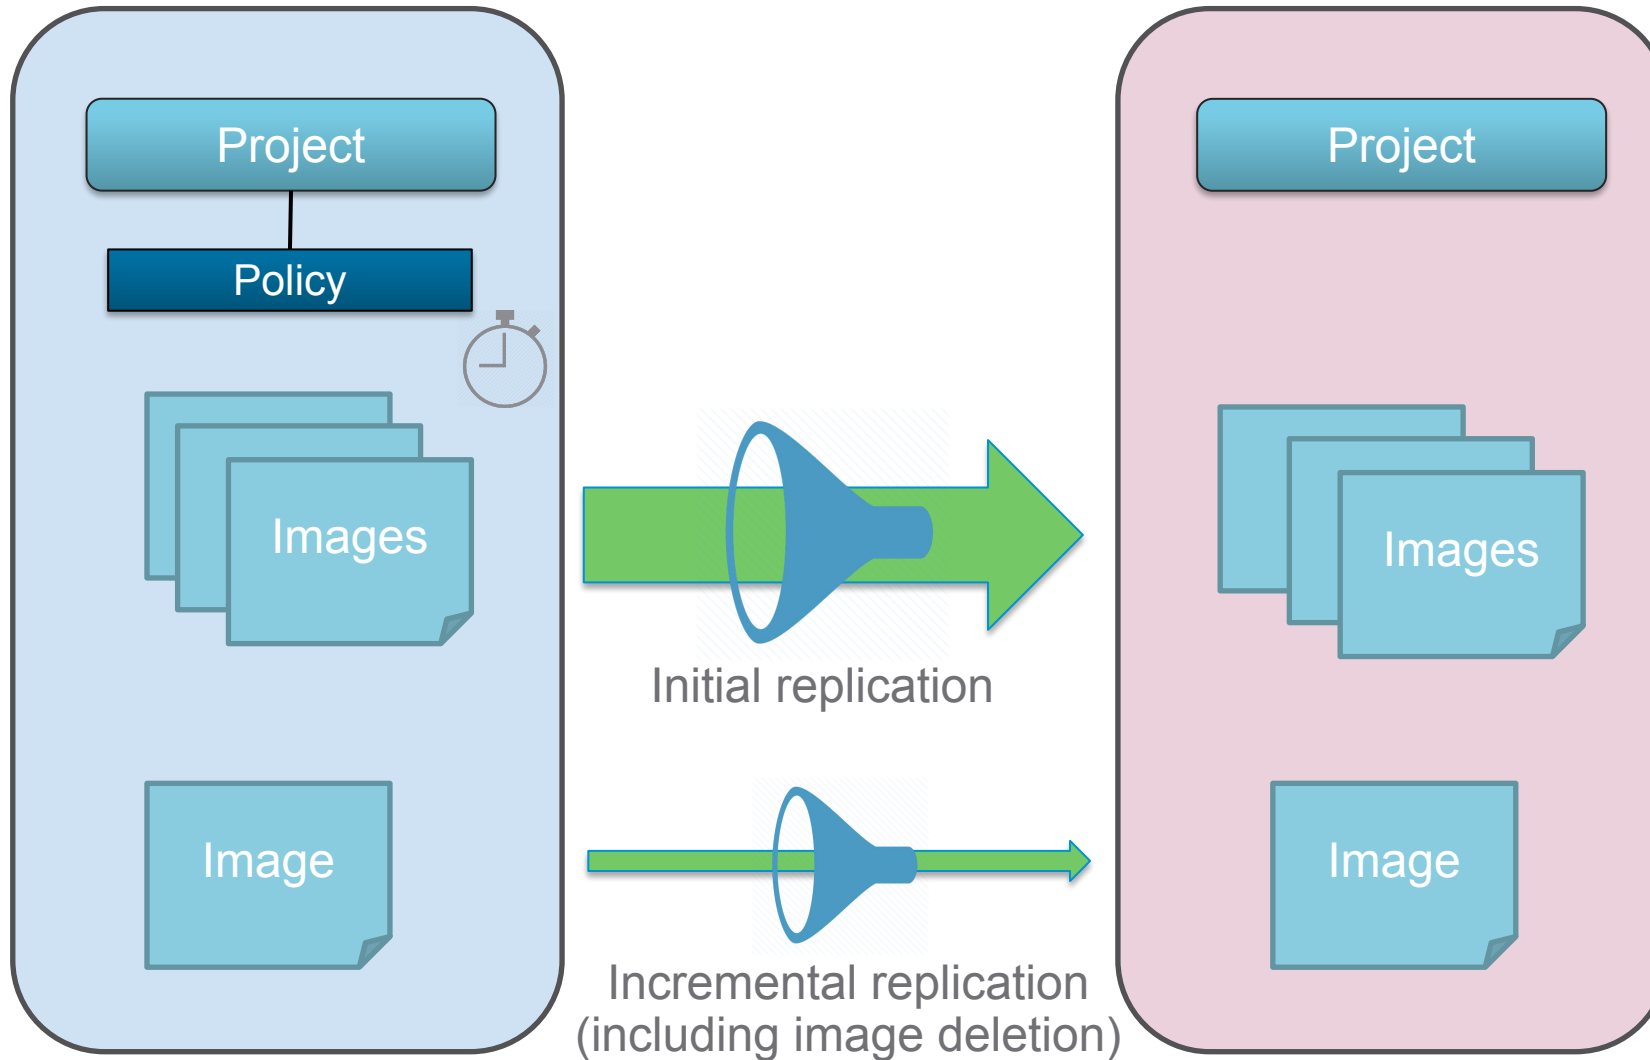 Project
Policy
Images
Image
Initial replication
Incremental replication
(including image deletion)
Project
Images
Image